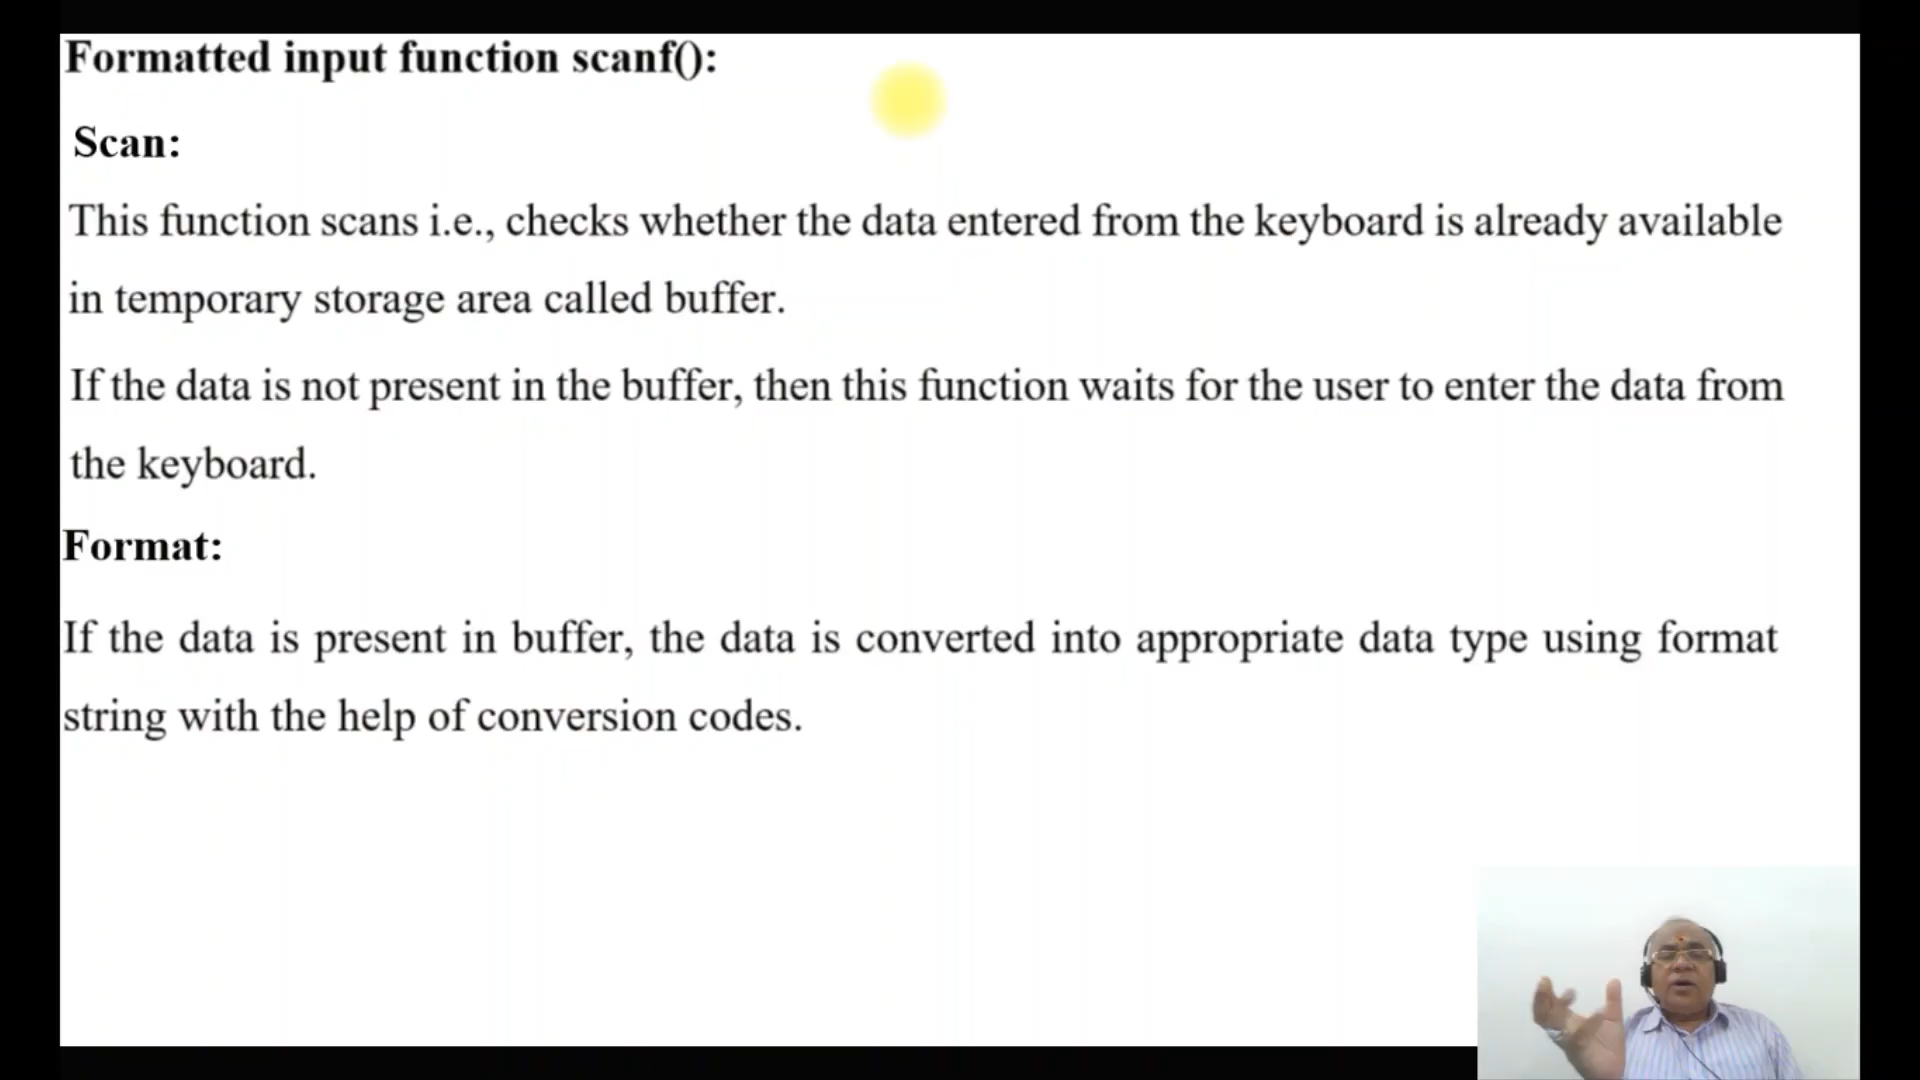 Formatted input function scanf():
Scan:
This function scans i.e., checks whether the data entered from the keyboard is already available
in temporary storage area called buffer.
If the data is not present in the buffer, then this function waits for the user to enter the data from
the keyboard.
Format:
If the data is present in buffer, the data is converted into appropriate data type using format
string with the help of conversion codes.